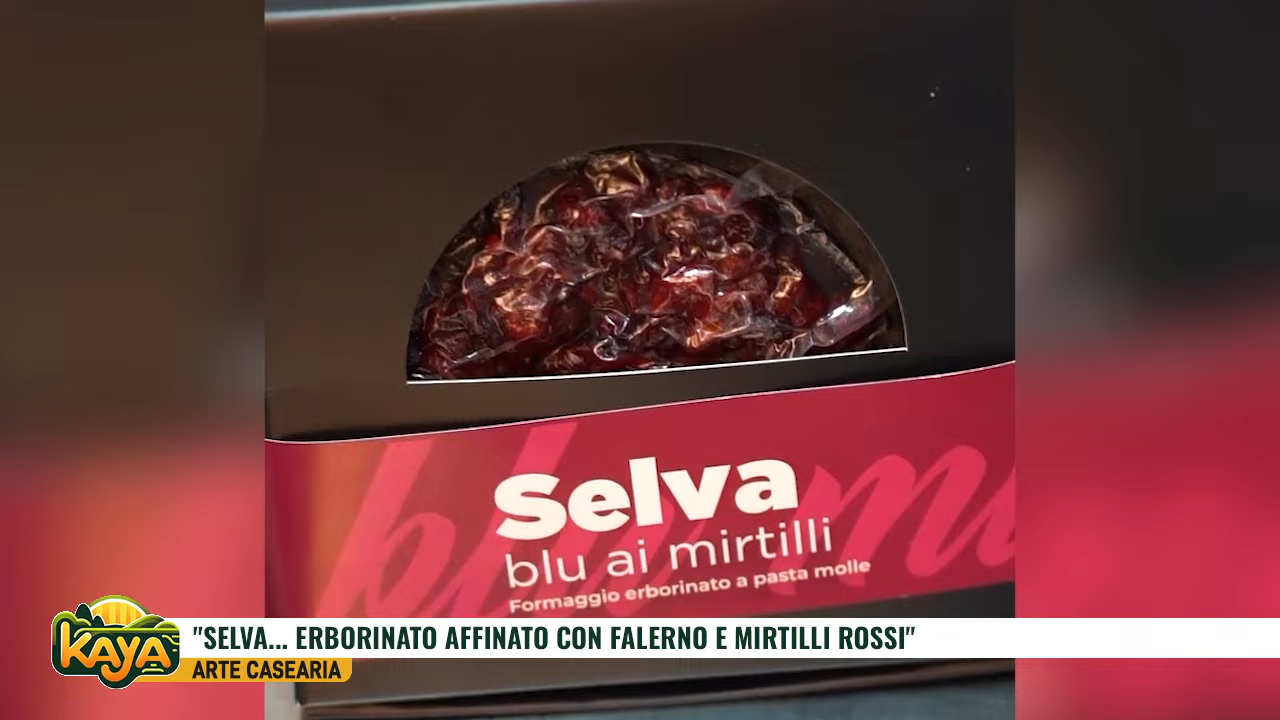 Selva
blu ai mirtilli
Formaggio erborinato a pasta molle
KAYA
"SELVA... ERBORINATO AFFINATO CON FALERNO E MIRTILLI ROSSI"
ARTE CASEARIA